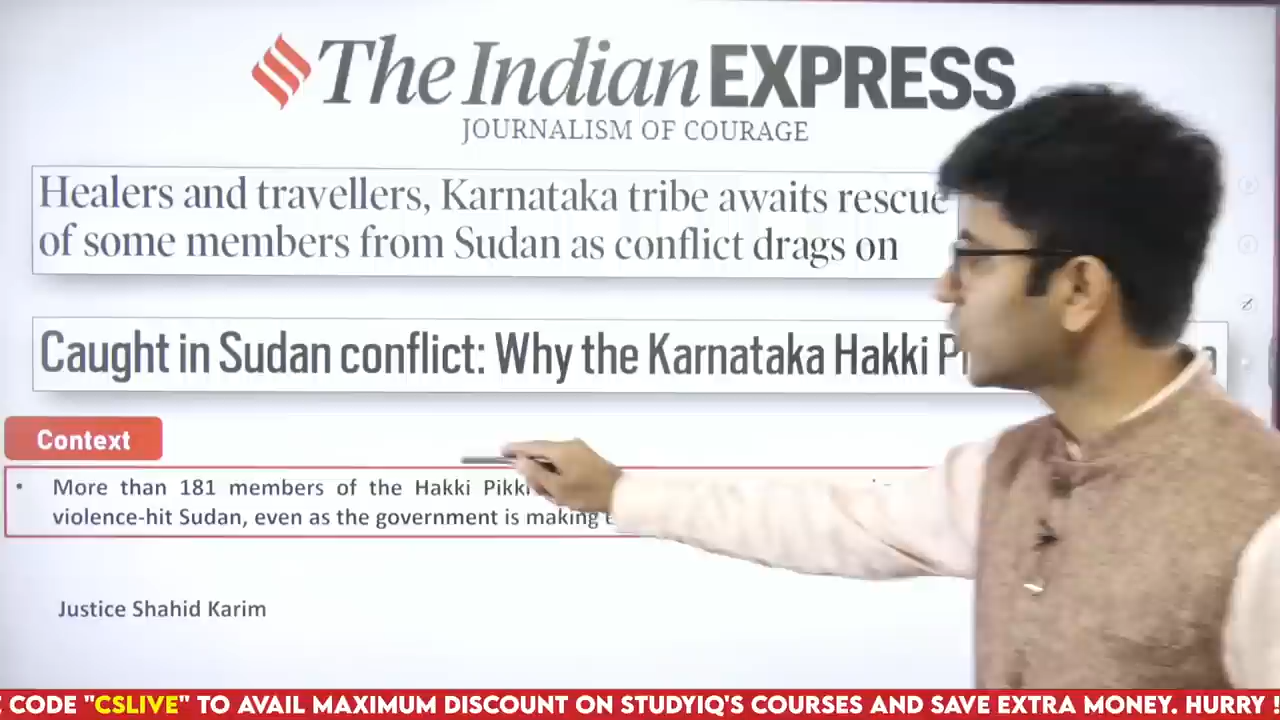 The Indian EXPRESS
JOURNALISM OF COURAGE
Healers and travellers, Karnataka tribe awaits rescue
of some members from Sudan as conflict drags on
Caught in Sudan conflict: Why the Karnataka Hakki
Context
• More than 181 members of the Hakki
violence-hit Sudan, even as the government is making
Justice Shahid Karim
CODE "CSLIVE" TO AVAIL MAXIMUM DISCOUNT ON STUDYIQ'S COURSES AND SAVE EXTRA MONEY. HURRY !